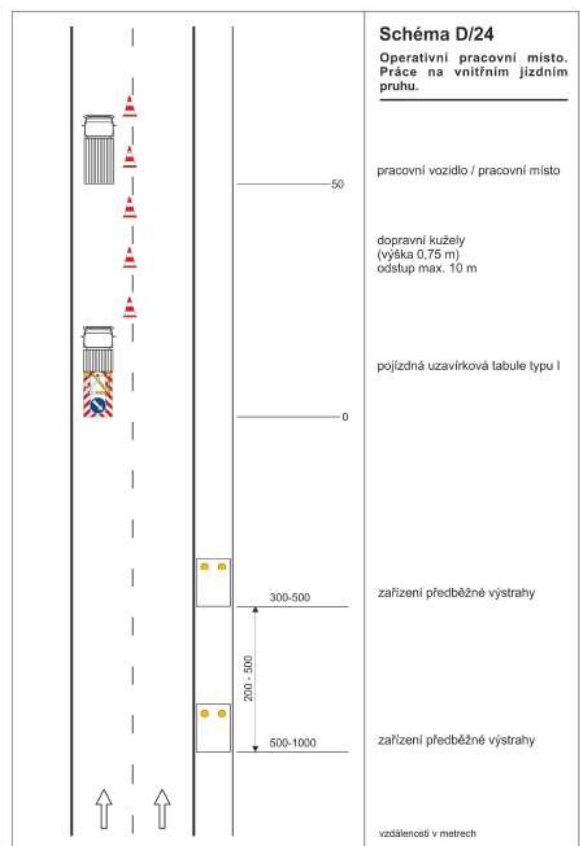 Schéma D/24
Operativní pracovní místo.
Práce na vnitřním jízdním
pruhu.
50
pracovní vozidlo / pracovní místo
dopravní kužely
(výška 0,75 m)
odstup max. 10 m
pojízdná uzavírková tabule typu I
0
300-500
zařízení předběžné výstrahy
200 - 500
500-1000
zařízení předběžné výstrahy
vzdálenosti v metrech